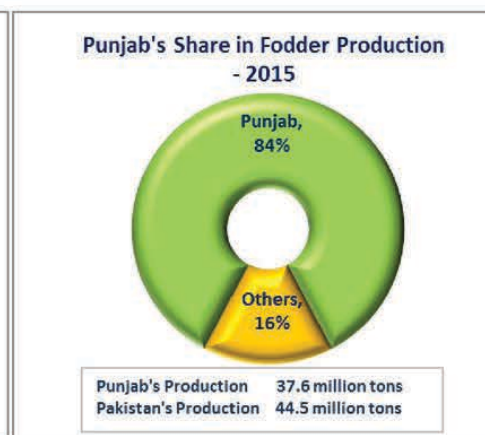 Punjab's Share in Fodder Production
- 2015
Punjab,
84%
Others,
16%
Punjab's Production 37.6 million tons
Pakistan's Production 44.5 million tons